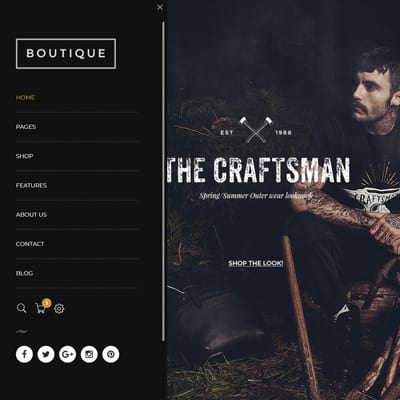 BOUTIQUE
HOME
PAGES
SHOP
FEATURES
ABOUT US
CONTACT
BLOG
3
EST 1988
THE CRAFTSMAN
Spring/Summer Outer wear lookbook
SHOP THE LOOK!
CRAFTSM